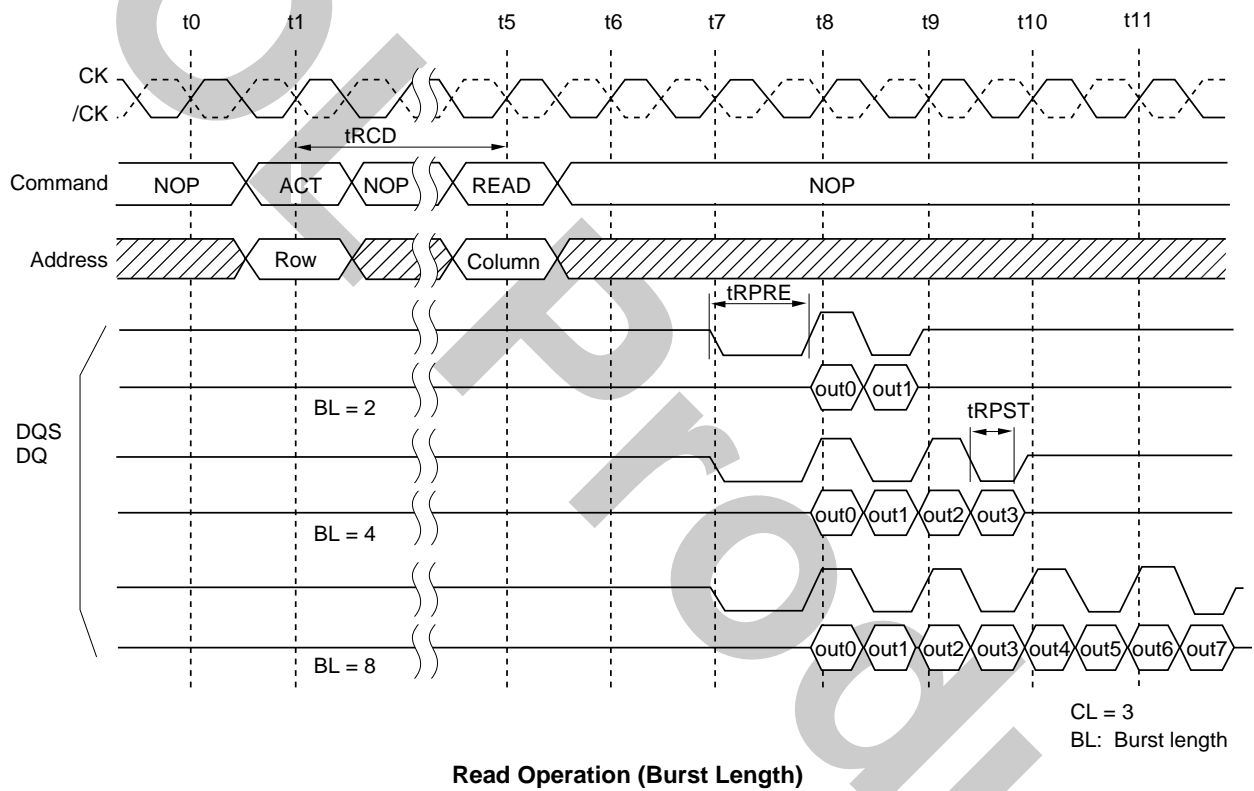 t0 t1 t5 t6 t7 t8 t9 t10 t11
CK
/CK
tRCD
Command NOP ACT NOP READ NOP
Address Row Column
tRPRE
out0 out1
BL = 2
tRPST
DQS
DQ
out0 out1 out2 out3
BL = 4
out0 out1 out2 out3 out4 out5 out6 out7
BL = 8
CL = 3
BL: Burst length
Read Operation (Burst Length)